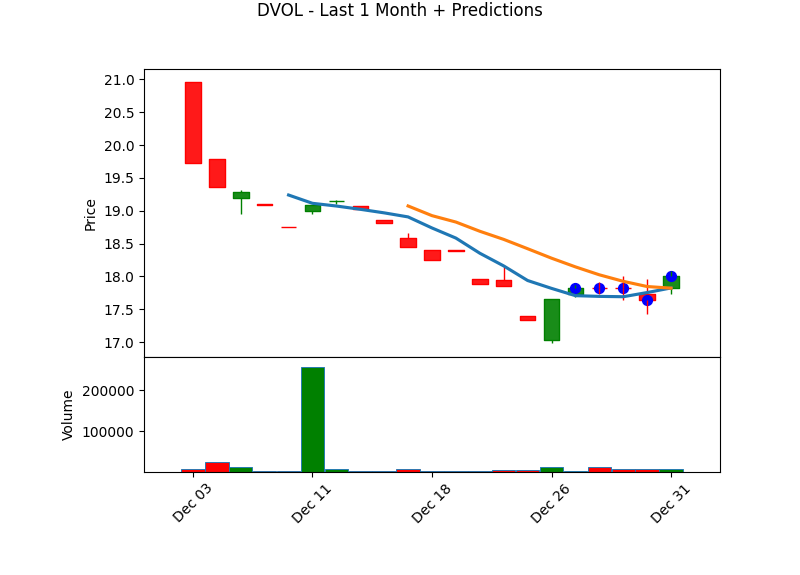 DVOL - Last 1 Month + Predictions
Price
21.0
20.5
20.0
19.5
19.0
18.5
18.0
17.5
17.0
Volume
200000
100000
Dec 03
Dec 11
Dec 18
Dec 26
Dec 31